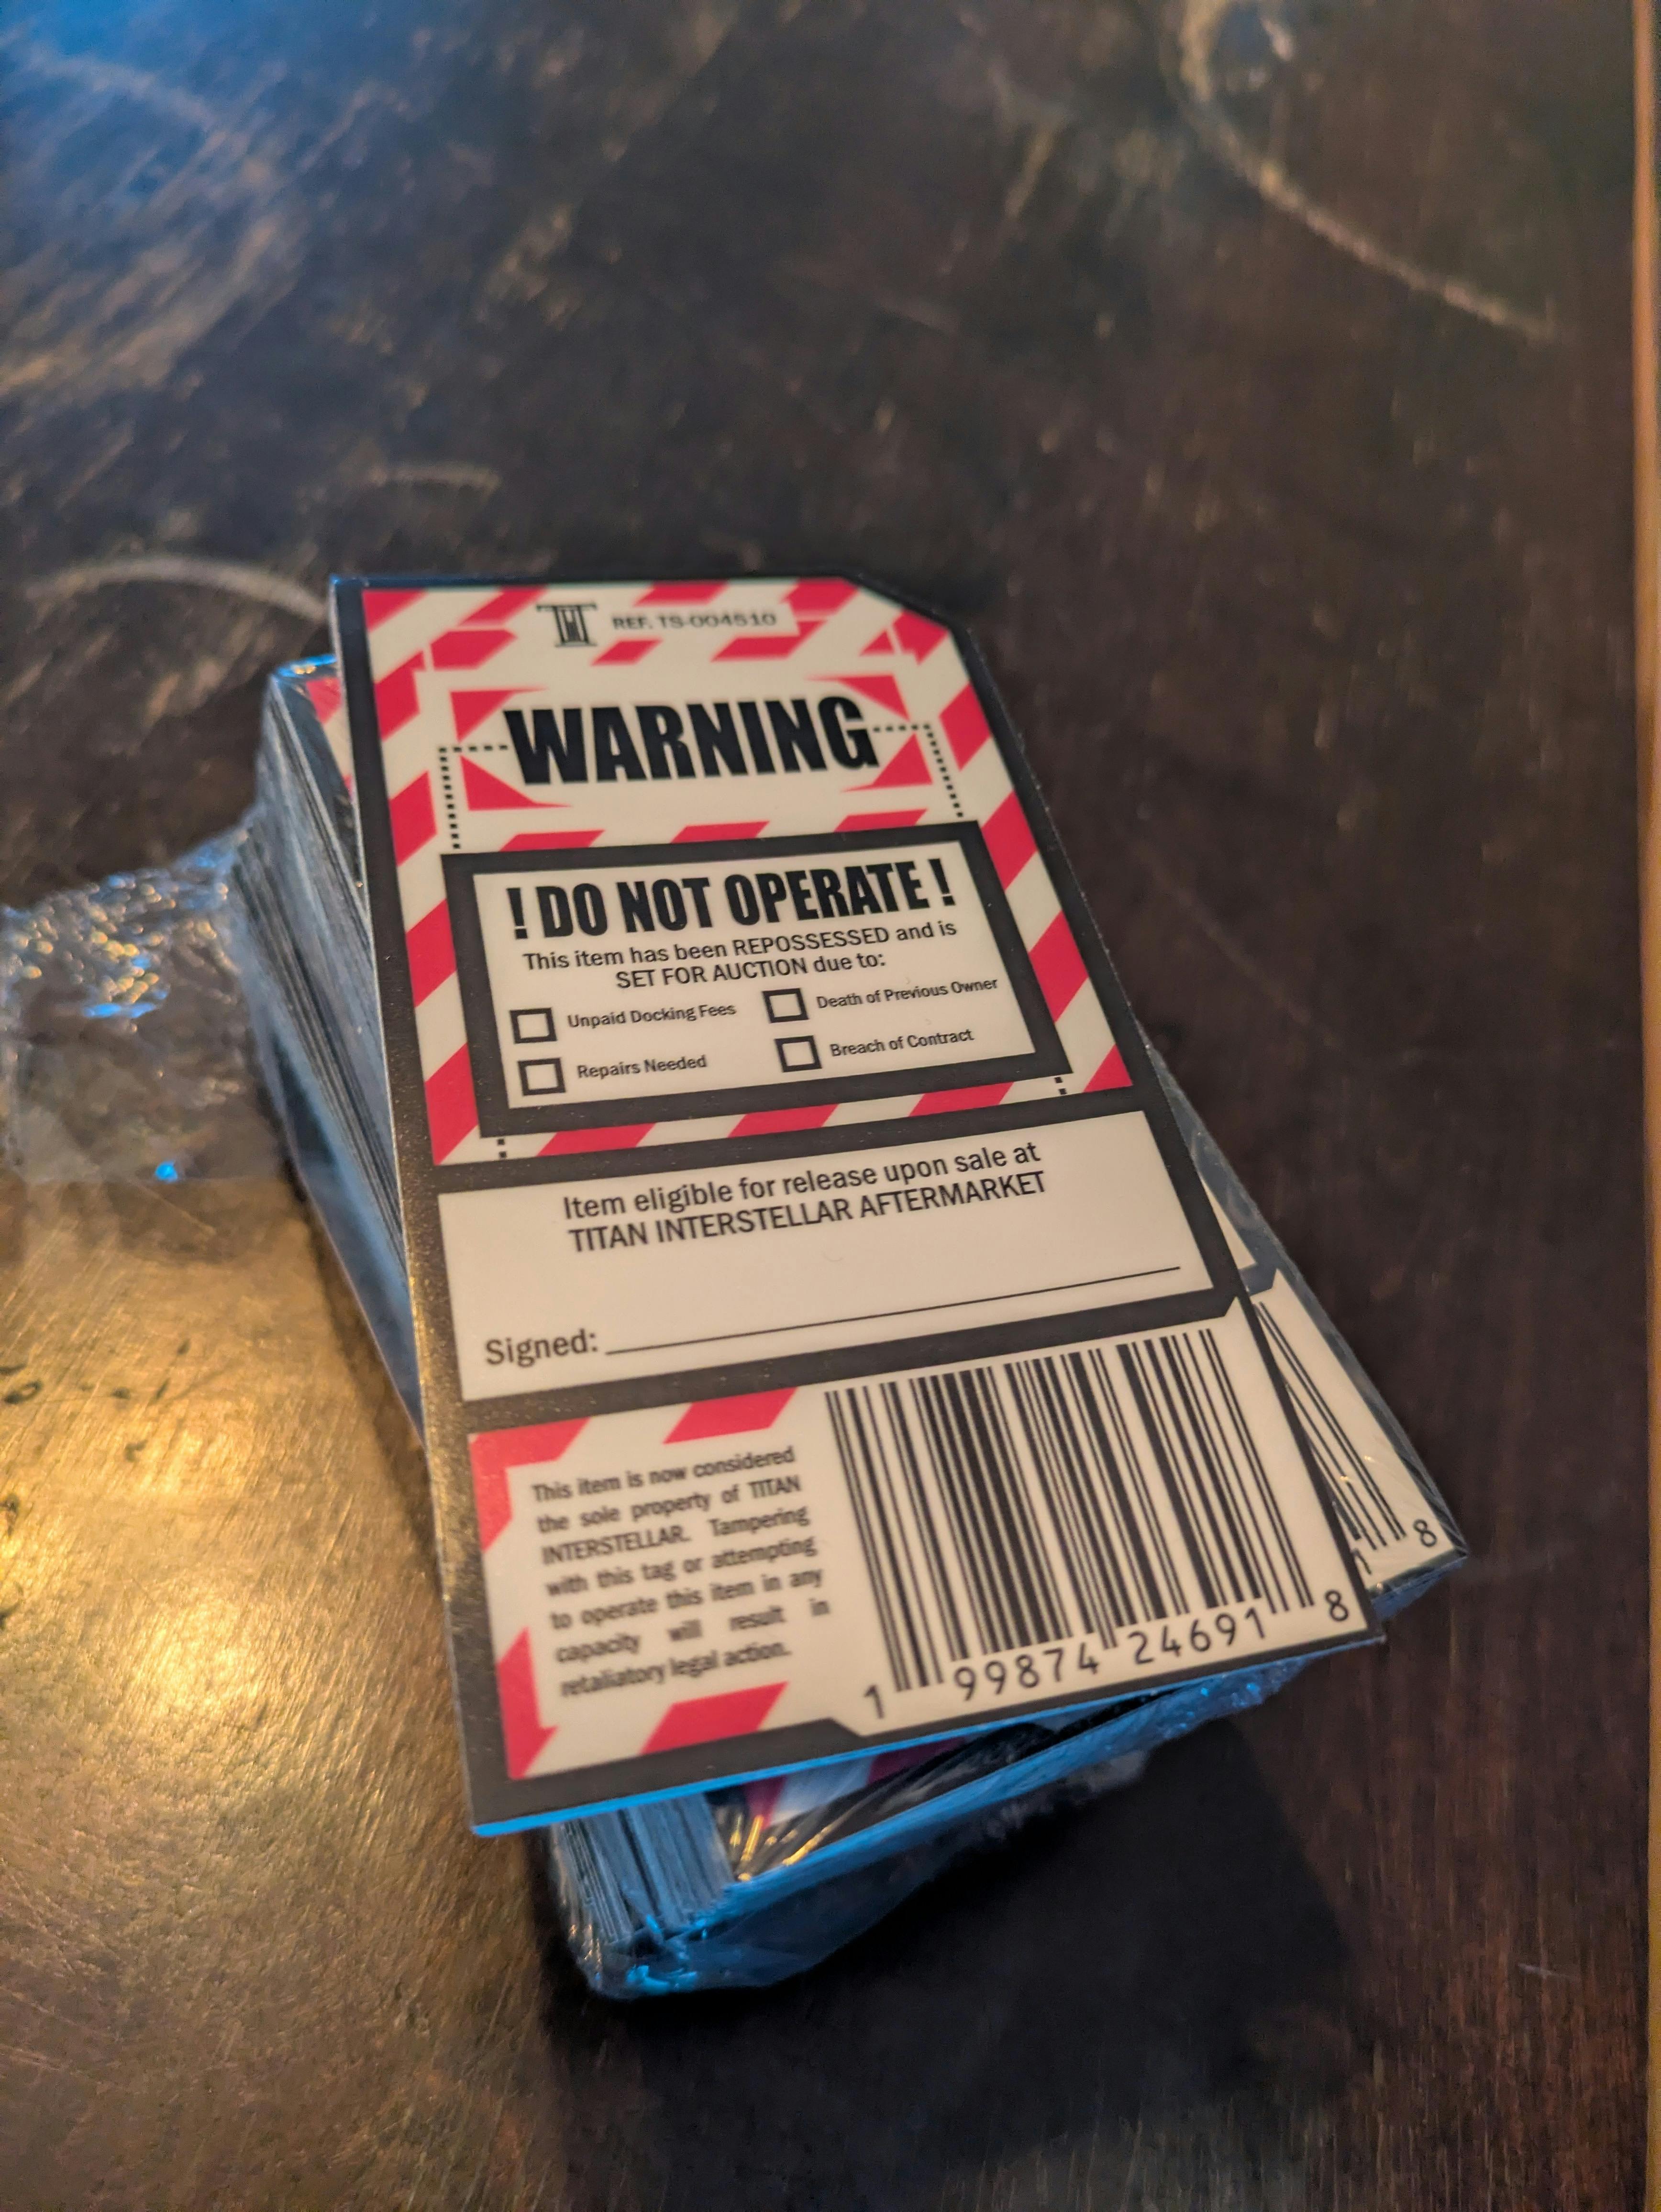 REF. TS-004510
WARNING
! DO NOT OPERATE !
This item has been REPOSSESSED and is
SET FOR AUCTION due to:
Unpaid Docking Fees
Death of Previous Owner
Repairs Needed
Breach of Contract
Item eligible for release upon sale at
TITAN INTERSTELLAR AFTERMARKET
Signed:
This item is now considered
the sole property of TITAN
INTERSTELLAR. Tampering
with this tag or attempting
to operate this item in any
capacity will result in
retaliatory legal action.
1 99874 24691 8
1 8